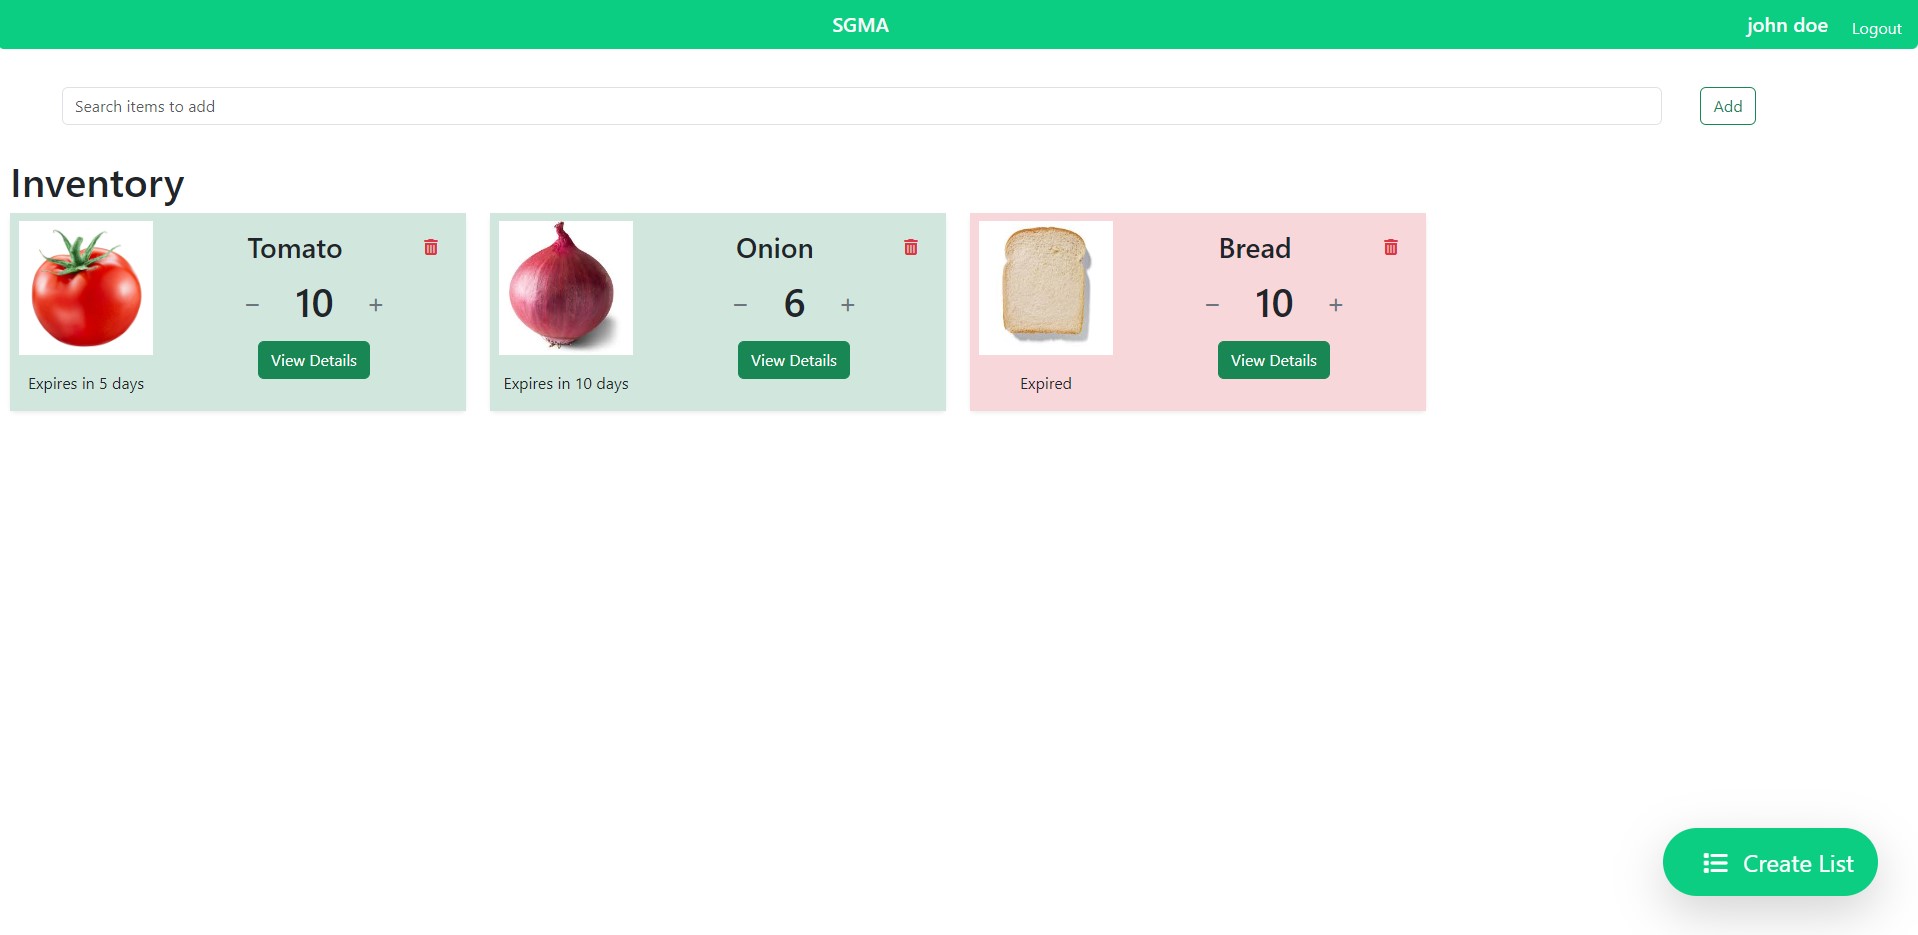 SGMA
john doe
Logout
Search items to add
Add
Inventory
Tomato
− 10 +
View Details
Expires in 5 days
Onion
− 6 +
View Details
Expires in 10 days
Bread
− 10 +
View Details
Expired
Create List